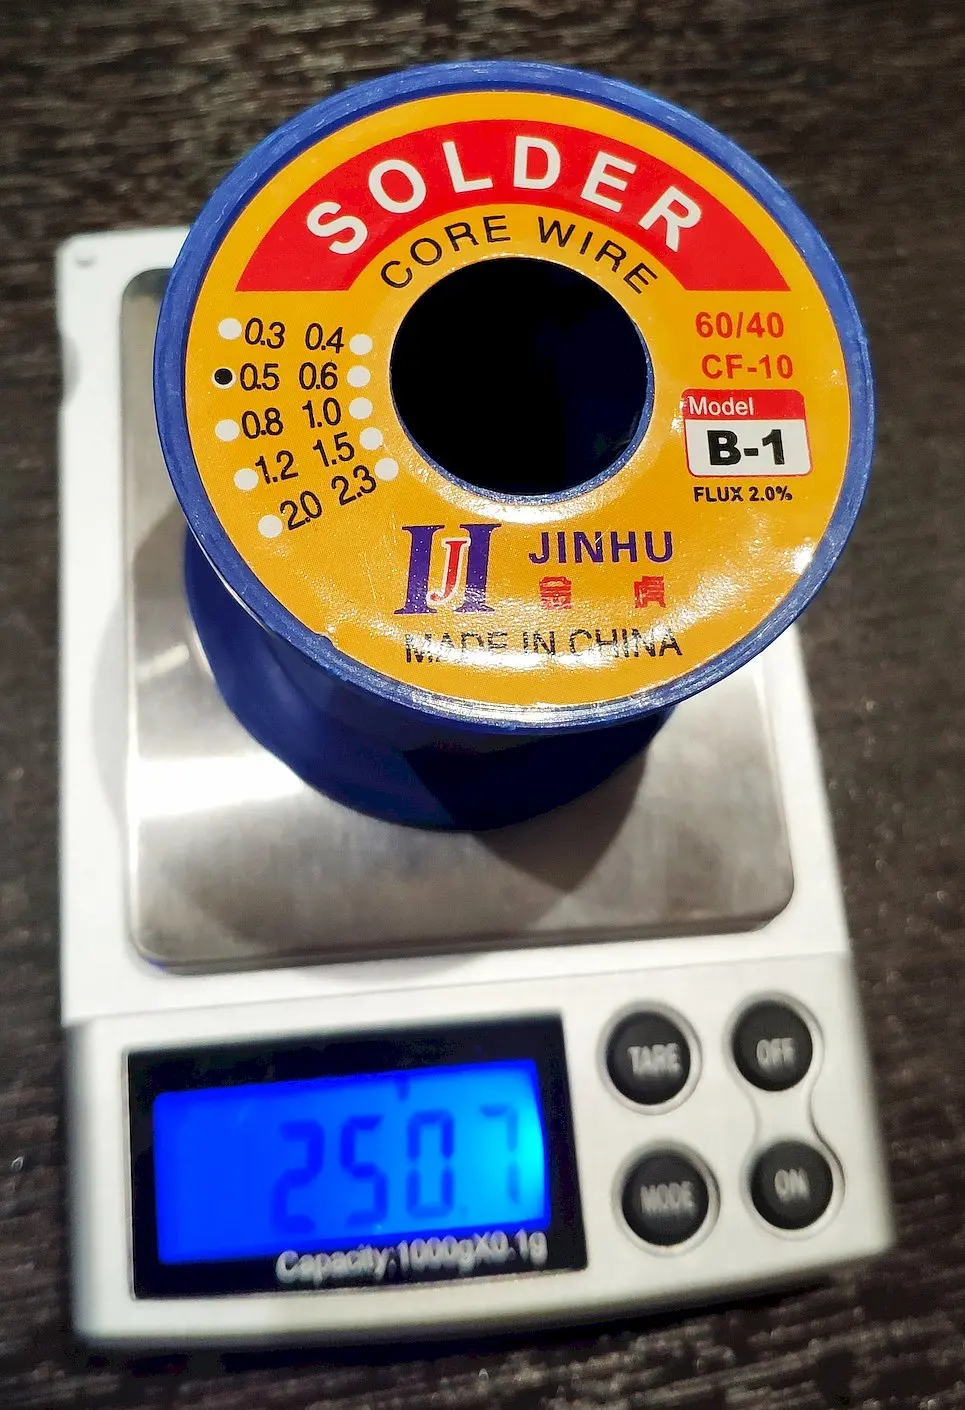 SOLDER
CORE WIRE
0.3 0.4
0.5 0.6
0.8 1.0
1.2 1.5
2.0 2.3
60/40
CF-10
Model
B-1
FLUX 2.0%
J
JINHU
金 虎
MADE IN CHINA
250.7
Capacity:1000gX0.1g
TARE
OFF
MODE
ON